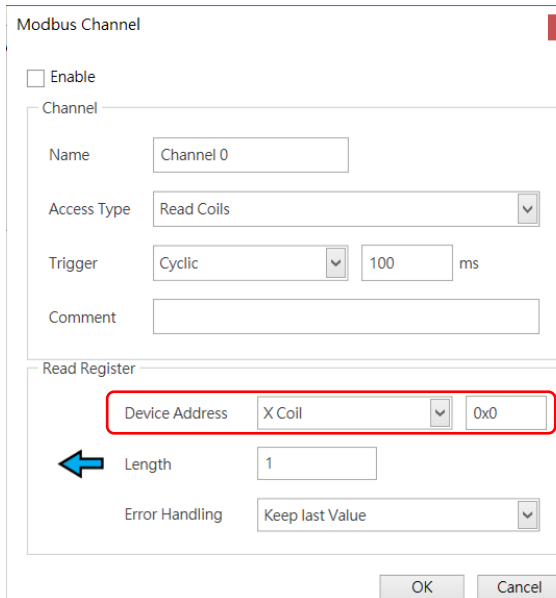 Modbus Channel
Enable
Channel
Name Channel 0
Access Type Read Coils
Trigger Cyclic 100 ms
Comment
Read Register
Device Address X Coil 0x0
Length 1
Error Handling Keep last Value
OK Cancel